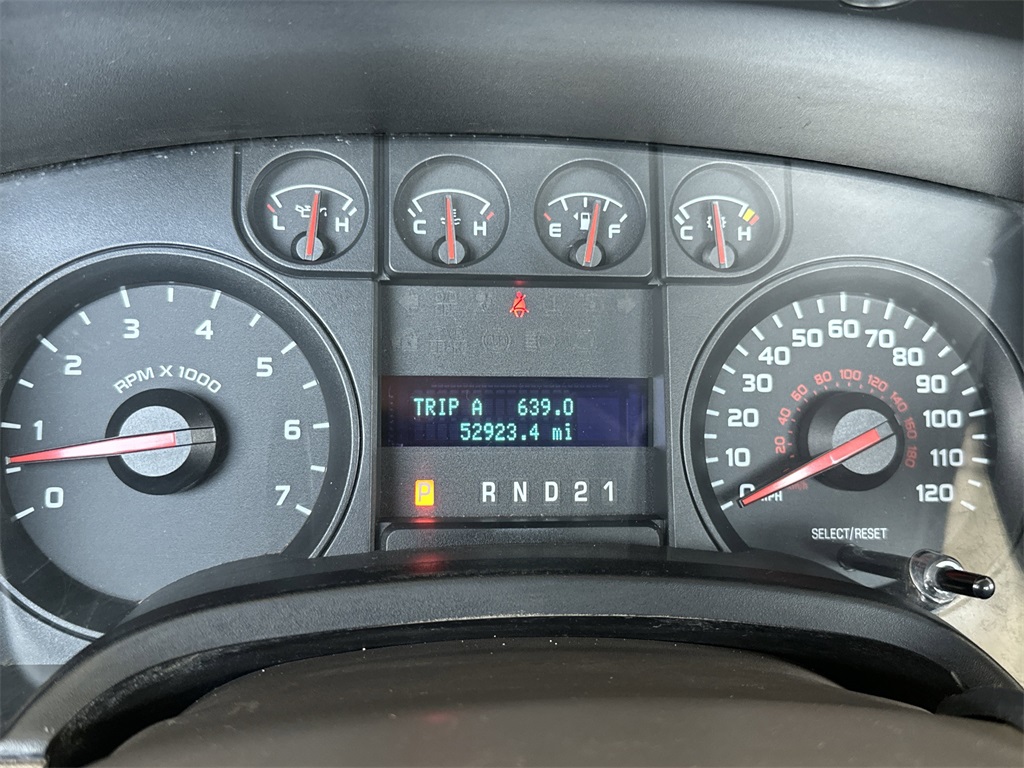 L H
C H
E F
C H
0 1 2 3 4 5 6 7
RPM X 1000
TRIP A 639.0
52923.4 mi
P R N D 2 1
0 10 20 30 40 50 60 70 80 90 100 110 120
MPH
20 40 60 80 100 120 140 160 180
SELECT/RESET